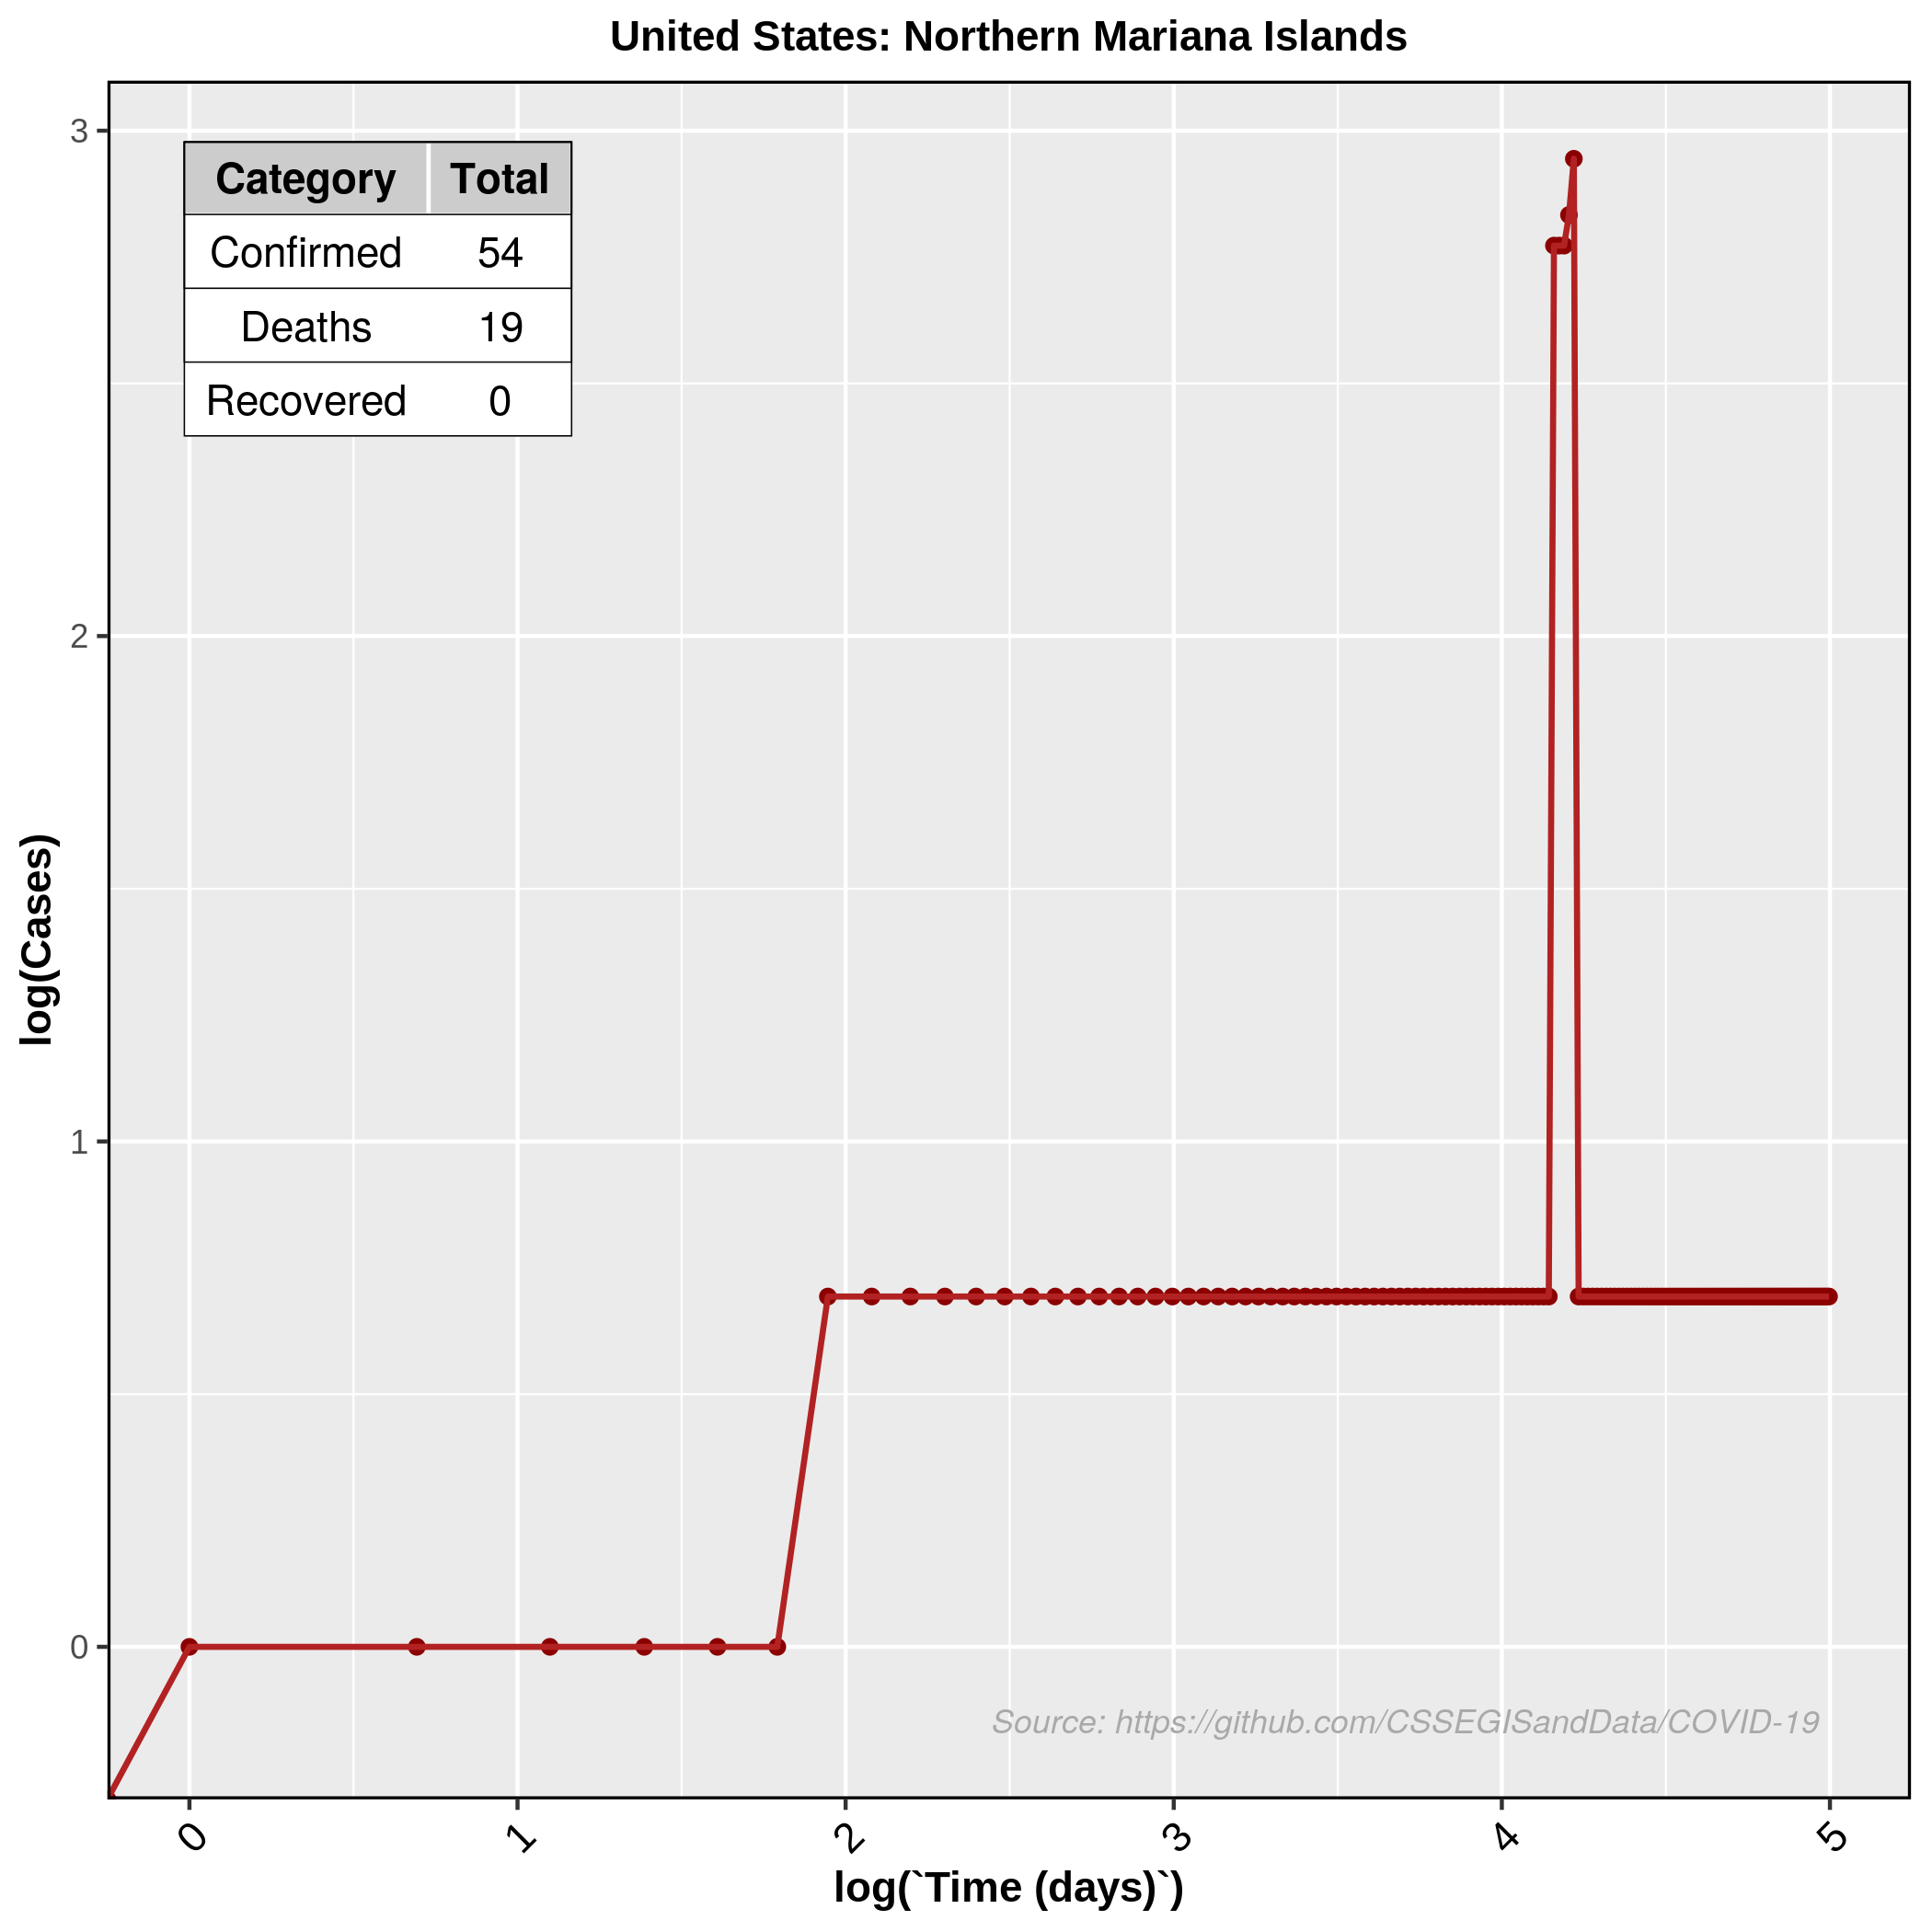 United States: Northern Mariana Islands
3
2
1
0
log(Cases)
Category Total
Confirmed 54
Deaths 19
Recovered 0
Source: https://github.com/CSSEGISandData/COVID-19
0 1 2 3 4 5
log(`Time (days)`)